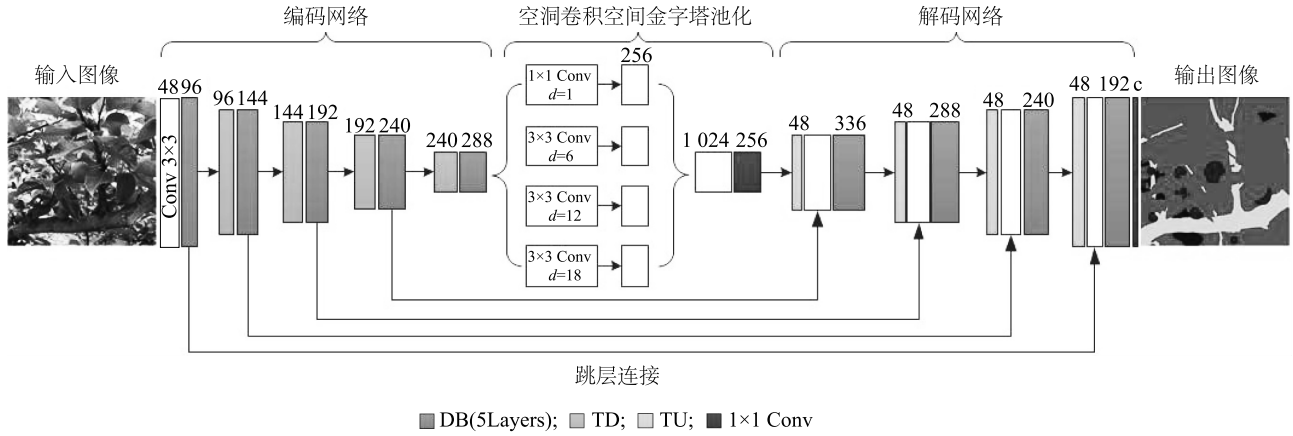 编码网络
空洞卷积空间金字塔池化
解码网络
输入图像
48 96
96 144
144 192
192 240
240 288
Conv 3×3
1×1 Conv
d=1
3×3 Conv
d=6
3×3 Conv
d=12
3×3 Conv
d=18
256
1 024 256
48 336
48 288
48 240
48 192 c
输出图像
跳层连接
DB(5Layers); TD; TU; 1×1 Conv